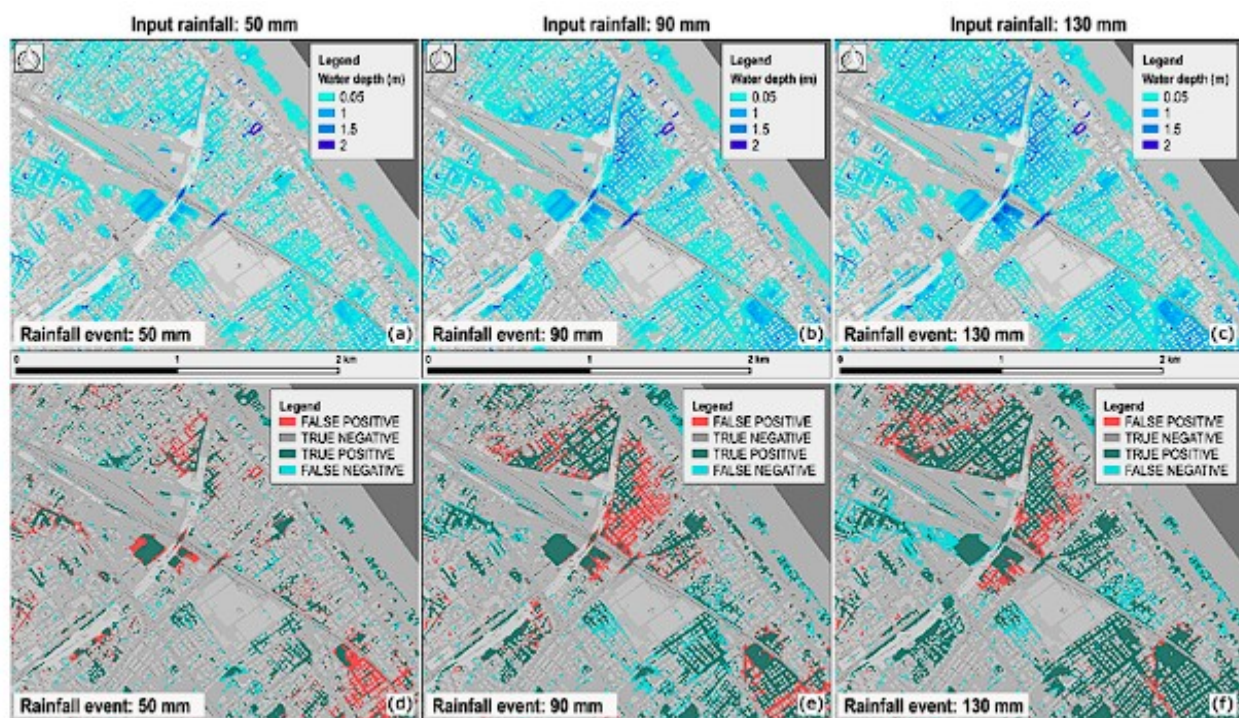 Input rainfall: 50 mm
Input rainfall: 90 mm
Input rainfall: 130 mm
Legend
Water depth (m)
0.05
1
1.5
2
Rainfall event: 50 mm
(a)
Legend
Water depth (m)
0.05
1
1.5
2
Rainfall event: 90 mm
(b)
Legend
Water depth (m)
0.05
1
1.5
2
Rainfall event: 130 mm
(c)
0 1 2 km
0 1 2 km
0 1 2 km
Legend
FALSE POSITIVE
TRUE NEGATIVE
TRUE POSITIVE
FALSE NEGATIVE
Rainfall event: 50 mm
(d)
Legend
FALSE POSITIVE
TRUE NEGATIVE
TRUE POSITIVE
FALSE NEGATIVE
Rainfall event: 90 mm
(e)
Legend
FALSE POSITIVE
TRUE NEGATIVE
TRUE POSITIVE
FALSE NEGATIVE
Rainfall event: 130 mm
(f)